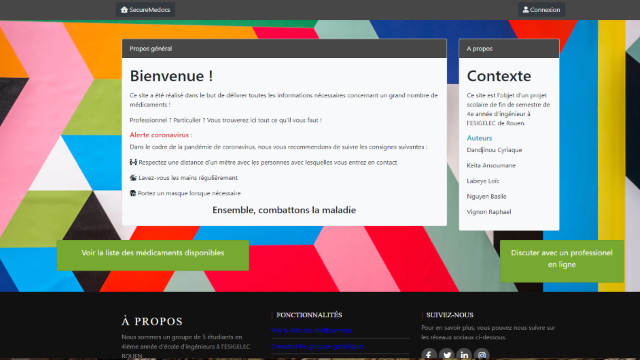 SecureMedocs
Connexion
Propos général
Bienvenue !
Ce site a été réalisé dans le but de délivrer toutes les informations nécessaires concernant un grand nombre de
médicaments !
Professionnel ? Particulier ? Vous trouverez ici tout ce qu'il vous faut !
Alerte coronavirus :
Dans le cadre de la pandémie de coronavirus, nous vous recommendons de suivre les consignes suivantes :
Respectez une distance d'un mètre avec les personnes avec lesquelles vous entrez en contact
Lavez-vous les mains régulièrement
Portez un masque lorsque nécessaire
Ensemble, combattons la maladie
A propos
Contexte
Ce site est l'objet d'un projet
scolaire de fin de semestre de
4e année d'ingénieur à
l'ESIGELEC de Rouen.
Auteurs
Dandjinou Cyriaque
Keita Ansoumane
Labeye Loïc
Nguyen Basile
Vignon Raphael
Voir la liste des médicaments disponibles
Discuter avec un professionel
en ligne
À PROPOS
Nous sommes un groupe de 5 étudiants en
4ième année d'école d'ingénieurs à l'ESIGELEC
ROUEN
FONCTIONNALITÉS
SUIVEZ-NOUS
Pour en savoir plus, vous pouvez nous suivre sur
les réseaux sociaux ci-dessous.